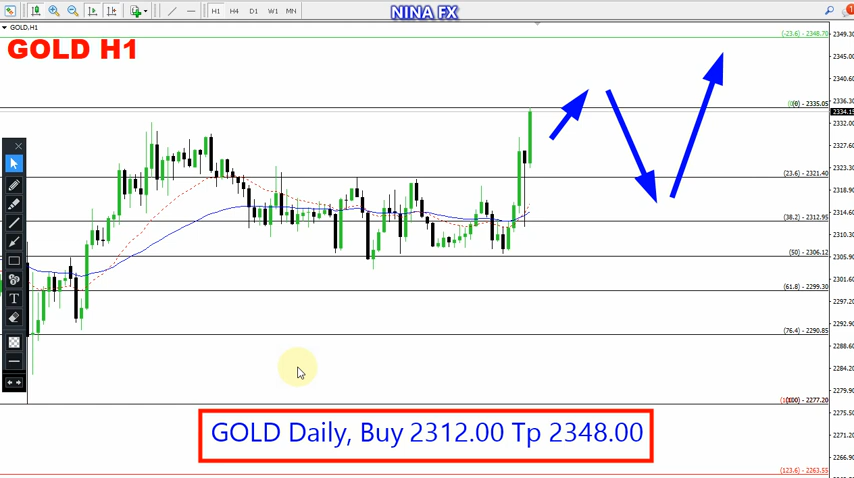 H1 H4 D1 W1 MN
NINA FX
GOLD,H1
GOLD H1
(-23.6) - 2348.70
2349.30
2345.00
2340.60
2336.30
(0) - 2335.05
2334.15
2332.00
2327.60
2323.30
(23.6) - 2321.40
2318.90
2314.60
(38.2) - 2312.95
2310.30
(50) - 2306.12
2305.90
2301.60
(61.8) - 2299.30
2297.20
2292.90
(76.4) - 2290.85
2288.60
2284.20
2279.90
(100) - 2277.20
2275.50
2271.20
2266.90
(123.6) - 2263.55
T
GOLD Daily, Buy 2312.00 Tp 2348.00